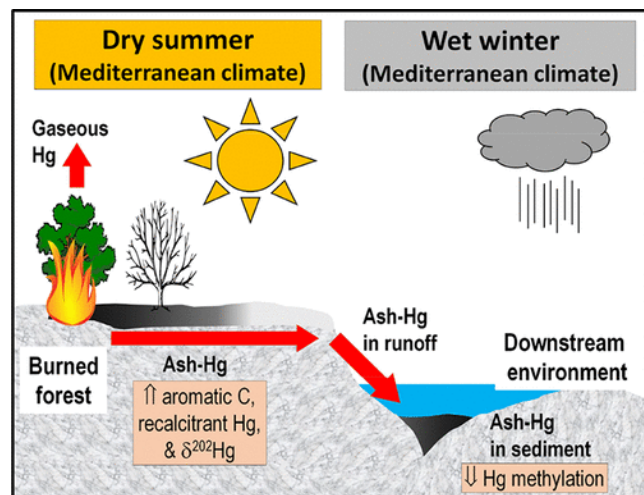 Dry summer
(Mediterranean climate)
Wet winter
(Mediterranean climate)
Gaseous
Hg
Burned
forest
Ash-Hg
⇑ aromatic C,
recalcitrant Hg,
& δ²⁰²Hg
Ash-Hg
in runoff
Downstream
environment
Ash-Hg
in sediment
⇓ Hg methylation